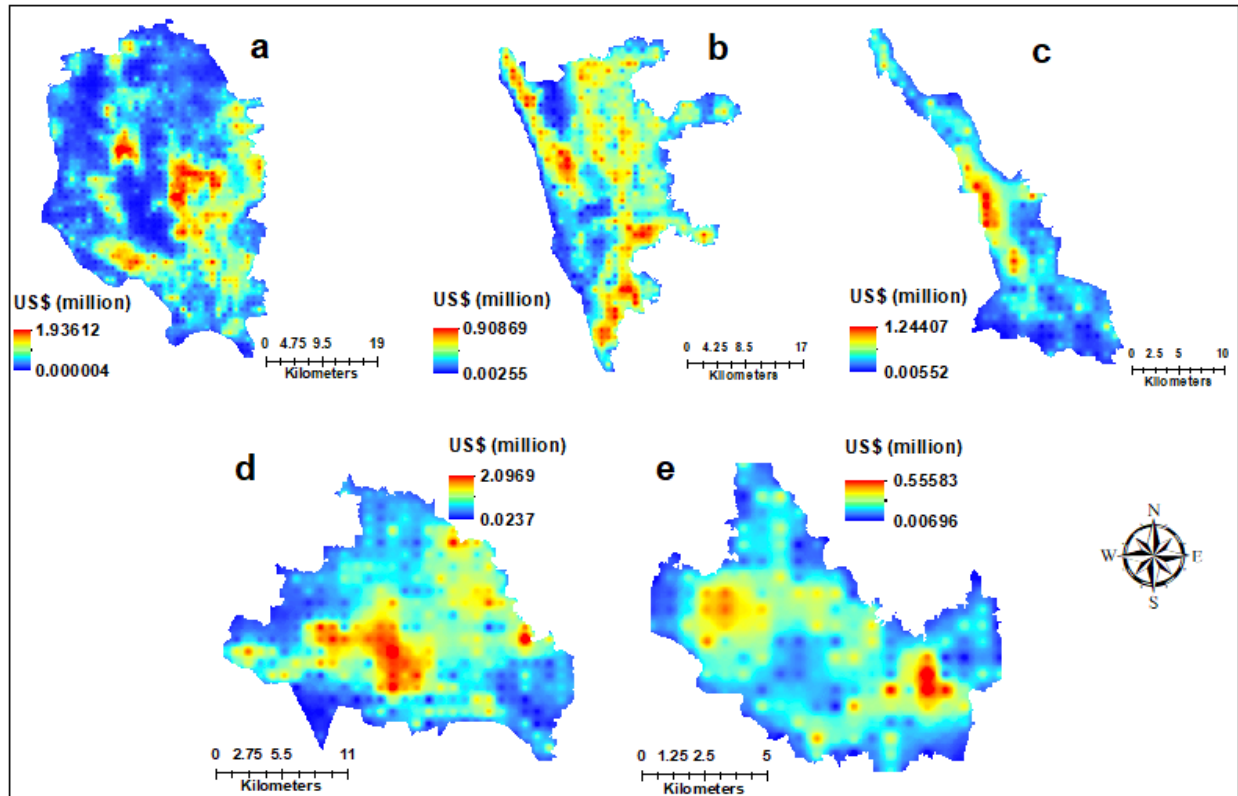 a
b
c
US$ (million)
1.93612
0.000004
0 4.75 9.5 19
Kilometers
US$ (million)
0.90869
0.00255
0 4.25 8.5 17
Kilometers
US$ (million)
1.24407
0.00552
0 2.5 5 10
Kilometers
d
US$ (million)
2.0969
0.0237
0 2.75 5.5 11
Kilometers
e
US$ (million)
0.55583
0.00696
0 1.25 2.5 5
Kilometers
N
W E
S